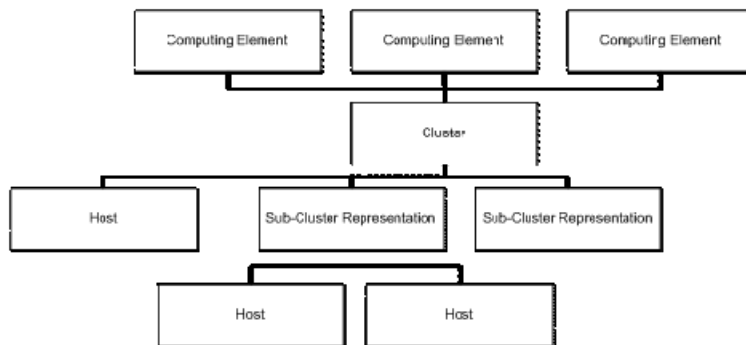 Computing Element
Computing Element
Computing Element
Cluster
Host
Sub-Cluster Representation
Sub-Cluster Representation
Host
Host